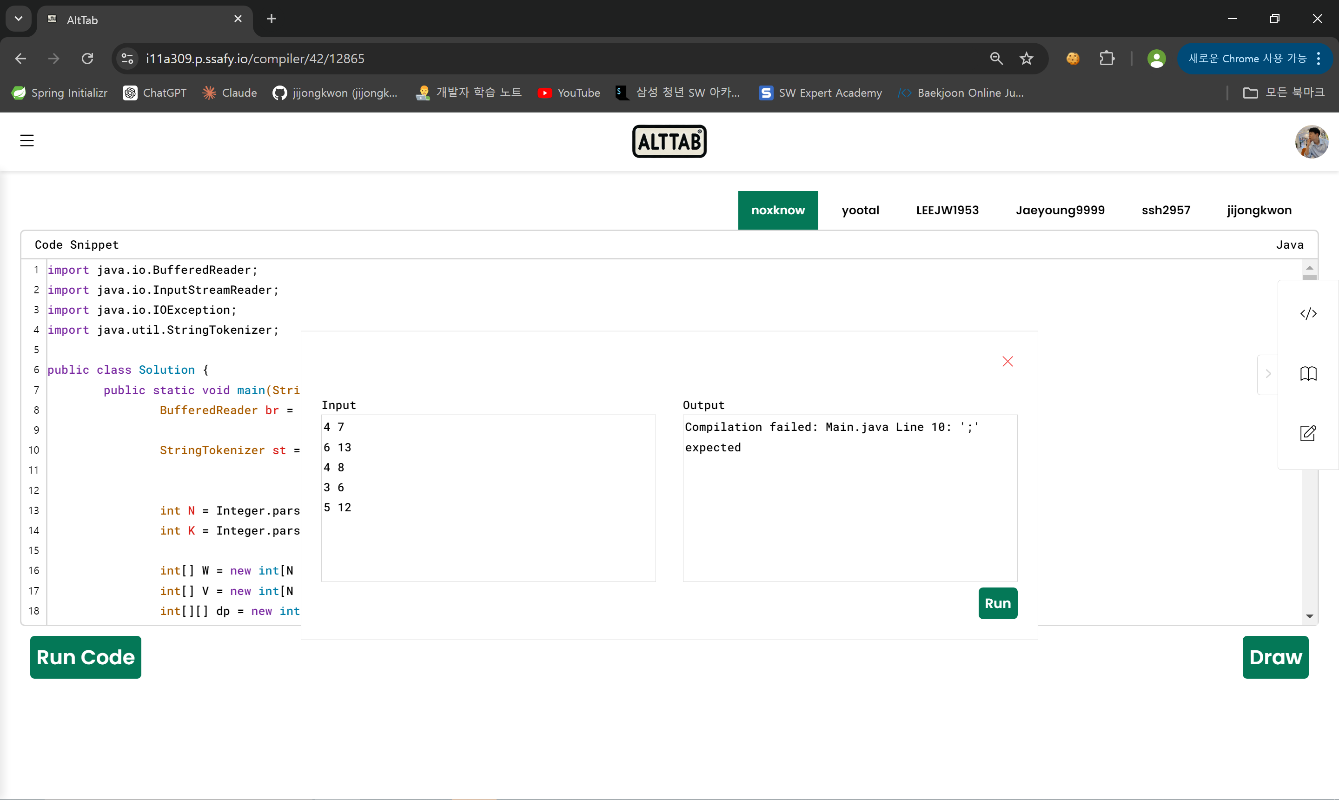 AltTab
i11a309.p.ssafy.io/compiler/42/12865
새로운 Chrome 사용 가능
Spring Initializr
ChatGPT
Claude
jijongkwon (jijongk...
개발자 학습 노트
YouTube
삼성 청년 SW 아카...
SW Expert Academy
Baekjoon Online Ju...
모든 북마크
ALTTAB
noxknow
yootal
LEEJW1953
Jaeyoung9999
ssh2957
jijongkwon
Code Snippet
Java
1 import java.io.BufferedReader;
2 import java.io.InputStreamReader;
3 import java.io.IOException;
4 import java.util.StringTokenizer;
5
6 public class Solution {
7 public static void main(Stri
8 BufferedReader br =
9
10 StringTokenizer st =
11
12
13 int N = Integer.pars
14 int K = Integer.pars
15
16 int[] W = new int[N
17 int[] V = new int[N
18 int[][] dp = new int
</>
Input
4 7
6 13
4 8
3 6
5 12
Output
Compilation failed: Main.java Line 10: ';'
expected
Run
Run Code
Draw